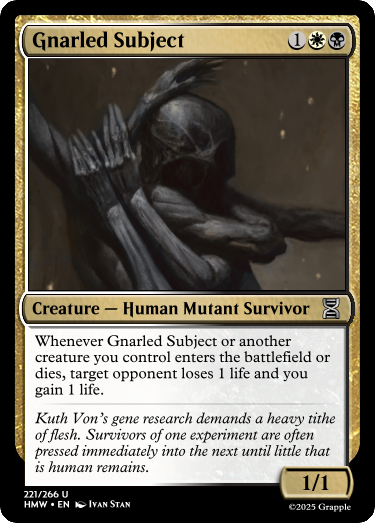 Gnarled Subject 1
Creature — Human Mutant Survivor
Whenever Gnarled Subject or another
creature you control enters the battlefield or
dies, target opponent loses 1 life and you
gain 1 life.
Kuth Von's gene research demands a heavy tithe
of flesh. Survivors of one experiment are often
pressed immediately into the next until little that
is human remains.
1/1
221/266 U
HMW • EN Ivan Stan
©2025 Grapple